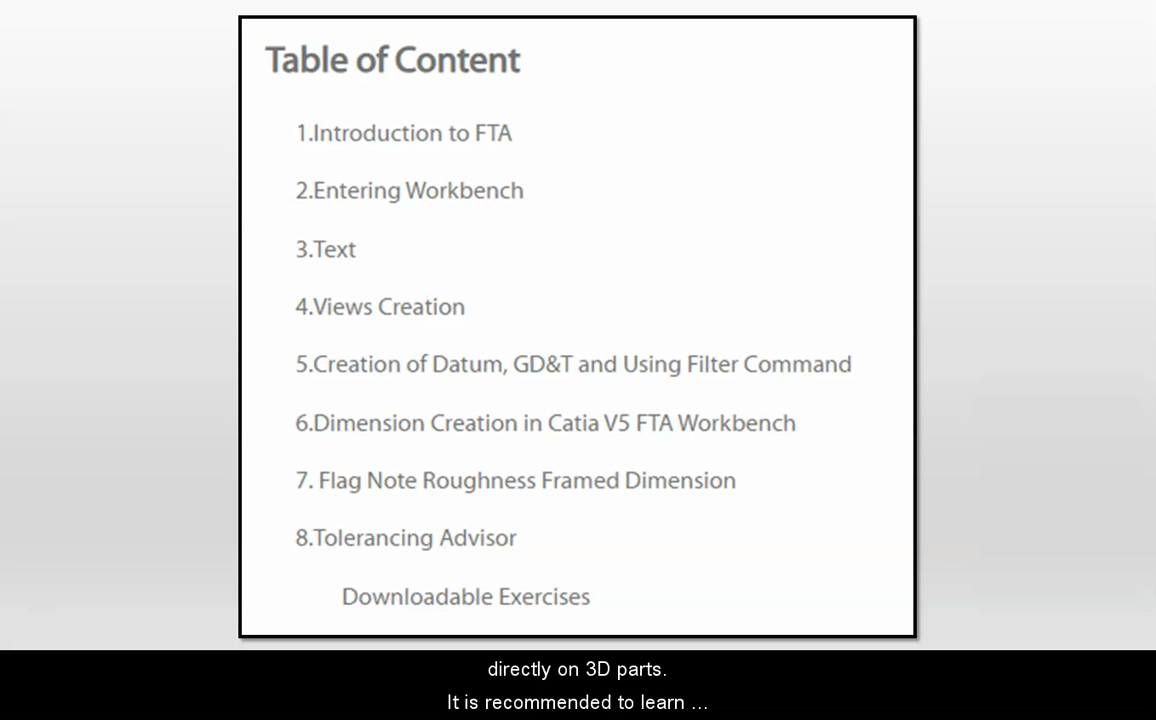 Table of Content
1.Introduction to FTA
2.Entering Workbench
3.Text
4.Views Creation
5.Creation of Datum, GD&T and Using Filter Command
6.Dimension Creation in Catia V5 FTA Workbench
7. Flag Note Roughness Framed Dimension
8.Tolerancing Advisor
Downloadable Exercises
directly on 3D parts.
It is recommended to learn ...